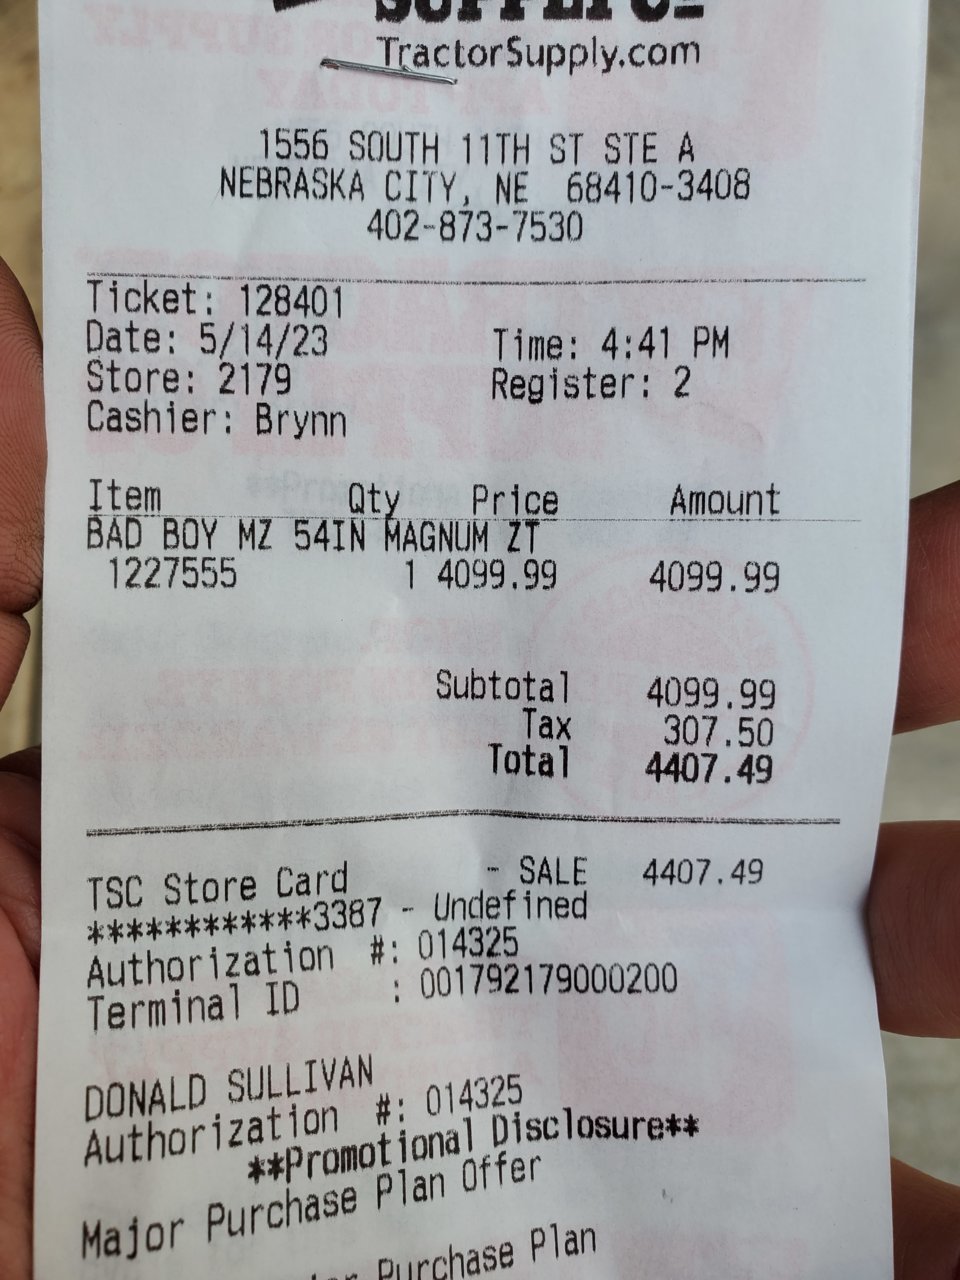 SUPPLY CO
TractorSupply.com
1556 SOUTH 11TH ST STE A
NEBRASKA CITY, NE 68410-3408
402-873-7530
Ticket: 128401
Date: 5/14/23 Time: 4:41 PM
Store: 2179 Register: 2
Cashier: Brynn
Item Qty Price Amount
BAD BOY MZ 54IN MAGNUM ZT
1227555 1 4099.99 4099.99
Subtotal 4099.99
Tax 307.50
Total 4407.49
TSC Store Card - SALE 4407.49
************3387 - Undefined
Authorization #: 014325
Terminal ID : 001792179000200
DONALD SULLIVAN
Authorization #: 014325
**Promotional Disclosure**
Major Purchase Plan Offer
Purchase Plan